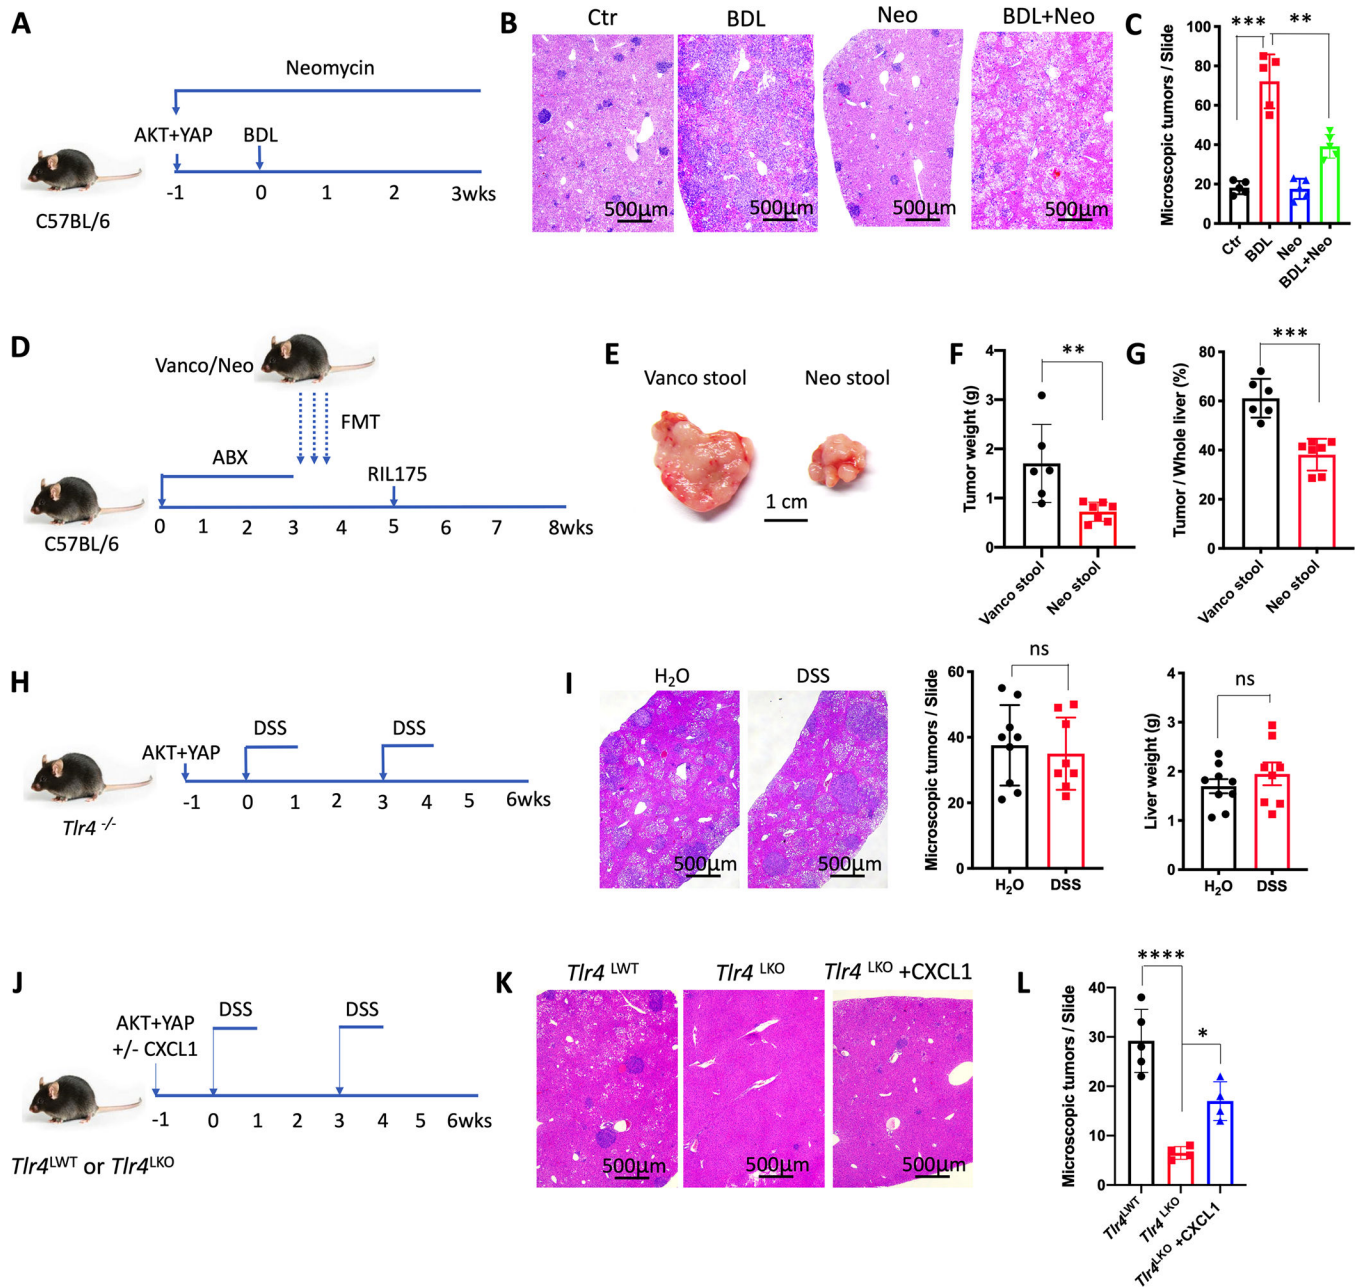 A
Neomycin
AKT+YAP
BDL
-1 0 1 2 3wks
C57BL/6
B
Ctr BDL Neo BDL+Neo
500μm 500μm 500μm 500μm
C
*** **
Microscopic tumors / Slide
100
80
60
40
20
0
Ctr BDL Neo BDL+Neo
D
Vanco/Neo
FMT
ABX
RIL175
0 1 2 3 4 5 6 7 8wks
C57BL/6
E
Vanco stool Neo stool
1 cm
F
**
Tumor weight (g)
4
3
2
1
0
Vanco stool Neo stool
G
***
Tumor / Whole liver (%)
80
60
40
20
0
Vanco stool Neo stool
H
DSS DSS
AKT+YAP
-1 0 1 2 3 4 5 6wks
Tlr4 -/-
I
H2O DSS
500μm 500μm
ns
Microscopic tumors / Slide
60
40
20
0
H2O DSS
ns
Liver weight (g)
4
3
2
1
0
H2O DSS
J
AKT+YAP
+/- CXCL1
DSS DSS
-1 0 1 2 3 4 5 6wks
Tlr4LWT or Tlr4LKO
K
Tlr4 LWT Tlr4 LKO Tlr4 LKO +CXCL1
500μm 500μm 500μm
L
****
*
Microscopic tumors / Slide
40
30
20
10
0
Tlr4LWT Tlr4 LKO Tlr4LKO +CXCL1